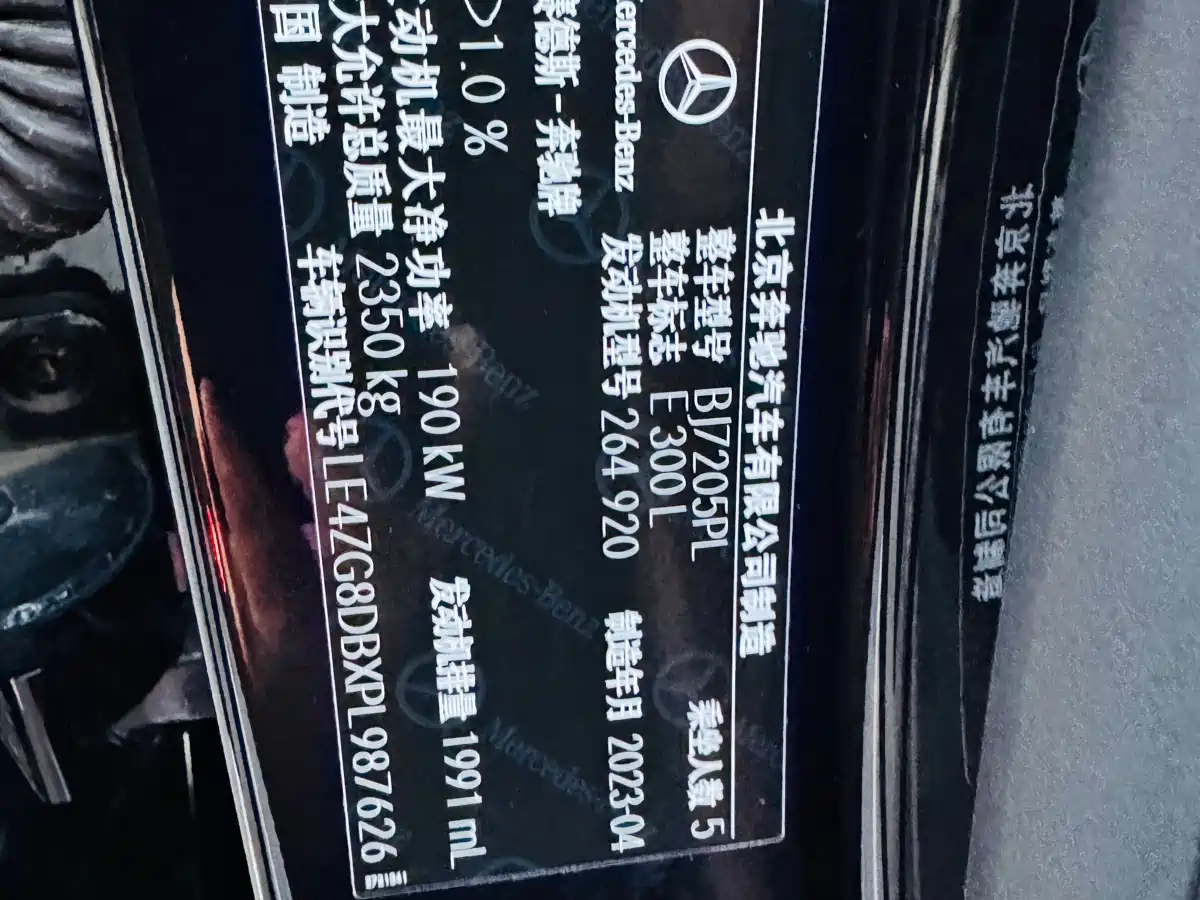 北京奔驰汽车有限公司制造
Mercedes-Benz
整车型号 BJ7205PL
乘坐人数 5
整车标志 E 300 L
梅赛德斯-奔驰牌
发动机型号 264 920
制造年月 2023-04
>1.0 %
发动机最大净功率 190 kW
发动机排量 1991 mL
大允许总质量 2350 kg
国 制造
车辆识别代号 LE4ZG8DBXPL987626